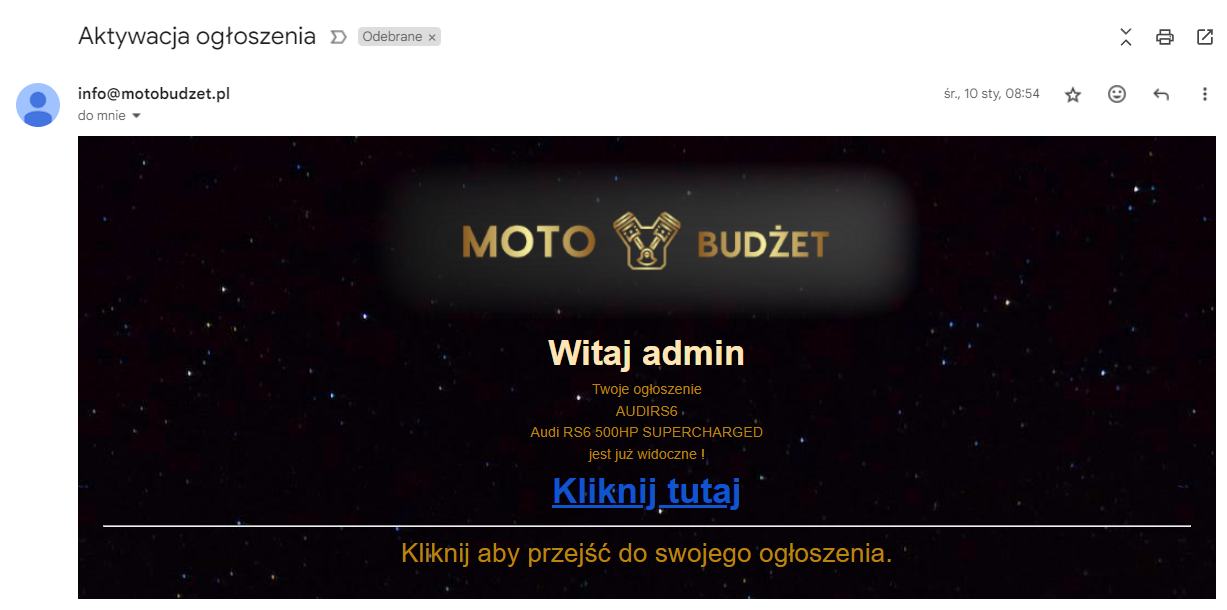 Aktywacja ogłoszenia Odebrane ×
info@motobudzet.pl śr., 10 sty, 08:54
do mnie
MOTO BUDŻET
Witaj admin
Twoje ogłoszenie
AUDIRS6
Audi RS6 500HP SUPERCHARGED
jest już widoczne !
Kliknij tutaj
Kliknij aby przejść do swojego ogłoszenia.